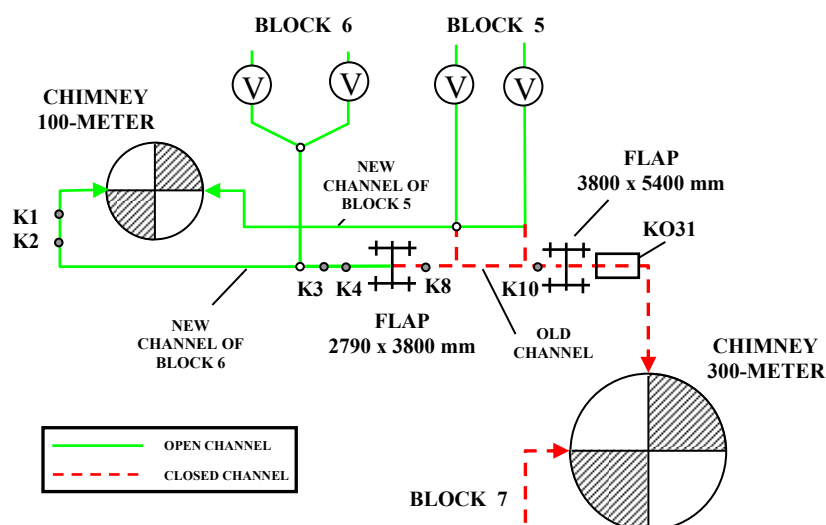 BLOCK 6
BLOCK 5
V
V
V
V
CHIMNEY
100-METER
NEW
CHANNEL OF
BLOCK 5
FLAP
3800 x 5400 mm
KO31
K1
K2
K3
K4
K8
K10
NEW
CHANNEL OF
BLOCK 6
FLAP
2790 x 3800 mm
OLD
CHANNEL
CHIMNEY
300-METER
OPEN CHANNEL
CLOSED CHANNEL
BLOCK 7